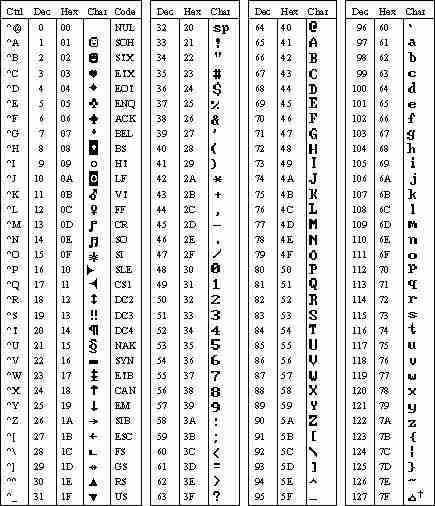 Ctrl Dec Hex Char Code
^@ 0 00 NUL
^A 1 01 ☺ SOH
^B 2 02 ☻ SIX
^C 3 03 ♥ EIX
^D 4 04 ♦ EOI
^E 5 05 ♣ ENQ
^F 6 06 ♠ ACK
^G 7 07 • BEL
^H 8 08 ◘ BS
^I 9 09 ○ HI
^J 10 0A ◙ LF
^K 11 0B ♂ VI
^L 12 0C ♀ FF
^M 13 0D ♪ CR
^N 14 0E ♫ SO
^O 15 0F ☼ SI
^P 16 10 ► SLE
^Q 17 11 ◄ CS1
^R 18 12 ↕ DC2
^S 19 13 ‼ DC3
^I 20 14 ¶ DC4
^U 21 15 § NAK
^V 22 16 ▬ SYN
^W 23 17 ↨ EIB
^X 24 18 ↑ CAN
^Y 25 19 ↓ EM
^Z 26 1A → SIB
^[ 27 1B ← ESC
^\ 28 1C ∟ FS
^] 29 1D ↔ GS
^^ 30 1E ▲ RS
^_ 31 1F ▼ US
Dec Hex Char
32 20 sp
33 21 !
34 22 "
35 23 #
36 24 $
37 25 %
38 26 &
39 27 '
40 28 (
41 29 )
42 2A *
43 2B +
44 2C ,
45 2D -
46 2E .
47 2F /
48 30 0
49 31 1
50 32 2
51 33 3
52 34 4
53 35 5
54 36 6
55 37 7
56 38 8
57 39 9
58 3A :
59 3B ;
60 3C <
61 3D =
62 3E >
63 3F ?
Dec Hex Char
64 40 @
65 41 A
66 42 B
67 43 C
68 44 D
69 45 E
70 46 F
71 47 G
72 48 H
73 49 I
74 4A J
75 4B K
76 4C L
77 4D M
78 4E N
79 4F O
80 50 P
81 51 Q
82 52 R
83 53 S
84 54 T
85 55 U
86 56 V
87 57 W
88 58 X
89 59 Y
90 5A Z
91 5B [
92 5C \
93 5D ]
94 5E ^
95 5F _
Dec Hex Char
96 60 `
97 61 a
98 62 b
99 63 c
100 64 d
101 65 e
102 66 f
103 67 g
104 68 h
105 69 i
106 6A j
107 6B k
108 6C l
109 6D m
110 6E n
111 6F o
112 70 p
113 71 q
114 72 r
115 73 s
116 74 t
117 75 u
118 76 v
119 77 w
120 78 x
121 79 y
122 7A z
123 7B {
124 7C ¦
125 7D }
126 7E ~
127 7F ⌂†